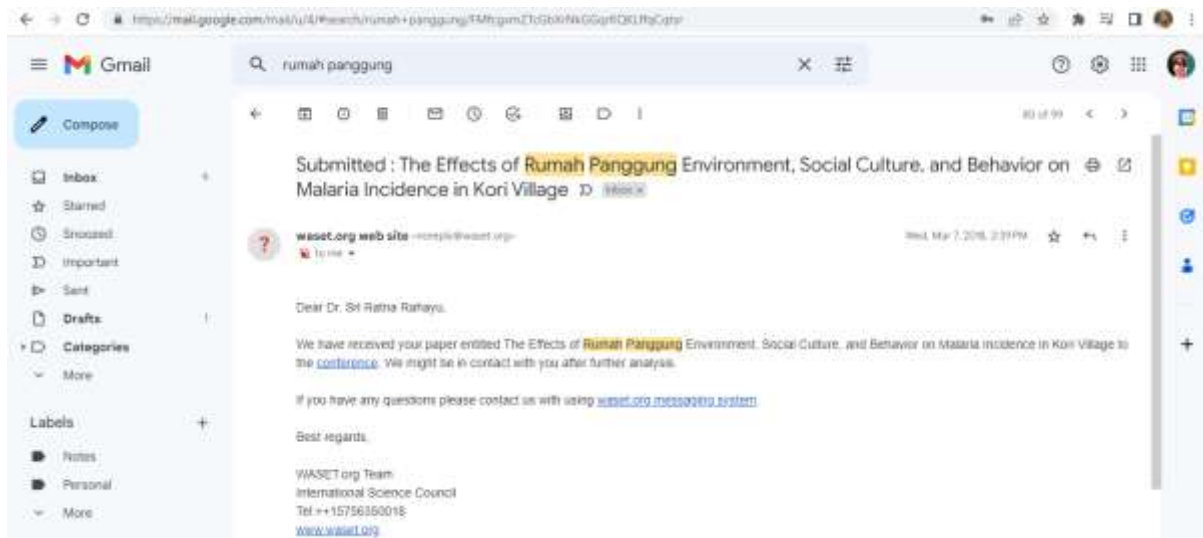 Gmail
rumah panggung
Compose
Inbox
Starred
Snoozed
Important
Sent
Drafts
Categories
More
Labels
Notes
Personal
More
Submitted : The Effects of Rumah Panggung Environment, Social Culture, and Behavior on
Malaria Incidence in Kori Village Inbox x
waset.org web site
to me
Wed, Mar 7, 2018,
Dear Dr. Sri Ratna Rahayu,
We have received your paper entitled The Effects of Rumah Panggung Environment, Social Culture, and Behavior on Malaria Incidence in Kori Village to
the conference. We might be in contact with you after further analysis.
If you have any questions please contact us with using waset.org messaging system.
Best regards,
WASET.org Team
International Science Council
www.waset.org